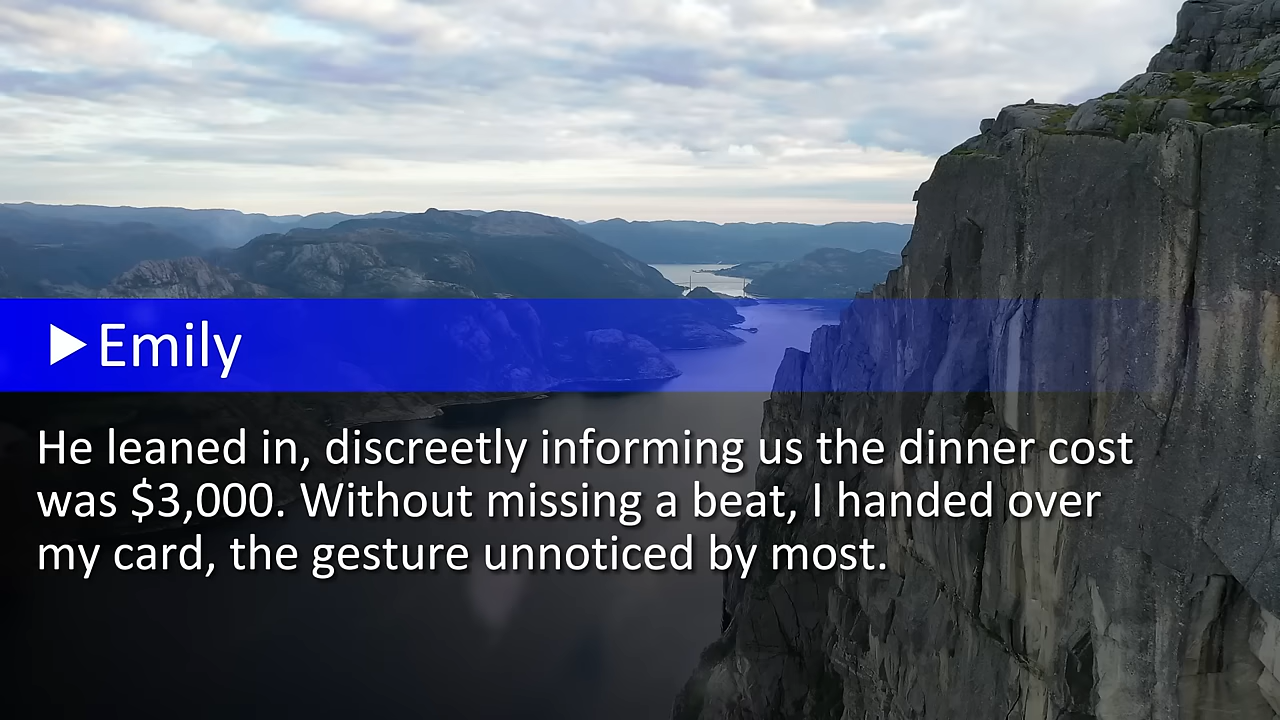 Emily
He leaned in, discreetly informing us the dinner cost
was $3,000. Without missing a beat, I handed over
my card, the gesture unnoticed by most.